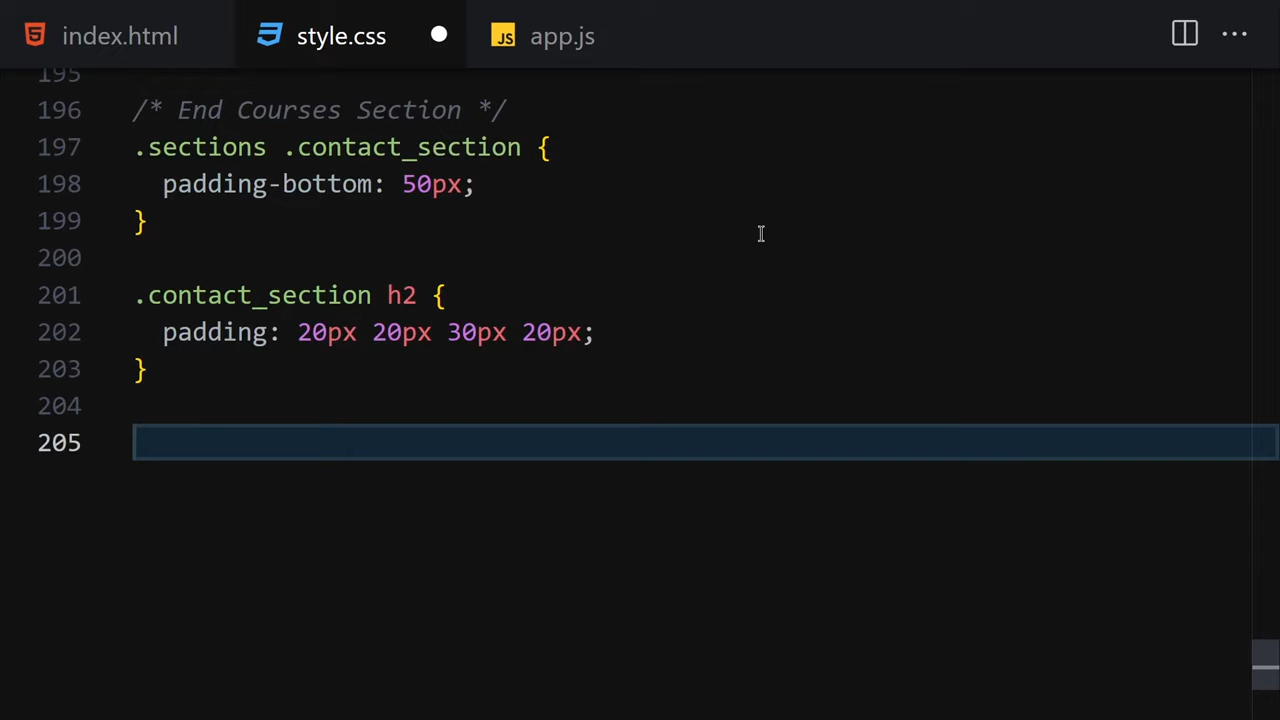 index.html style.css JS app.js
195
196 /* End Courses Section */
197 .sections .contact_section {
198 padding-bottom: 50px;
199 }
200
201 .contact_section h2 {
202 padding: 20px 20px 30px 20px;
203 }
204
205